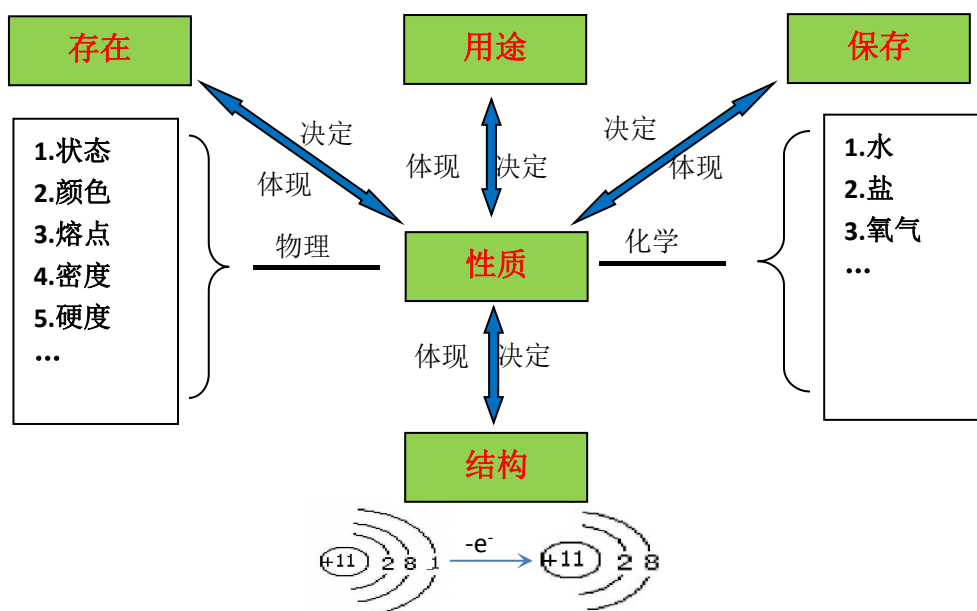 存在
用途
保存
决定
体现
体现
决定
决定
体现
1.状态
2.颜色
3.熔点
4.密度
5.硬度
...
物理
性质
化学
1.水
2.盐
3.氧气
...
体现
决定
结构
+11 2 8 1
-e-
+11 2 8